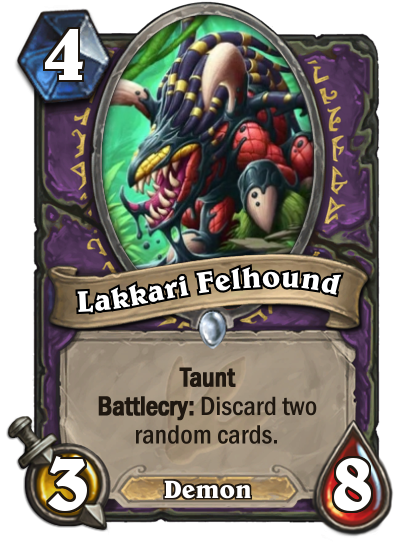 4
Lakkari Felhound
Taunt
Battlecry: Discard two
random cards.
3
Demon
8